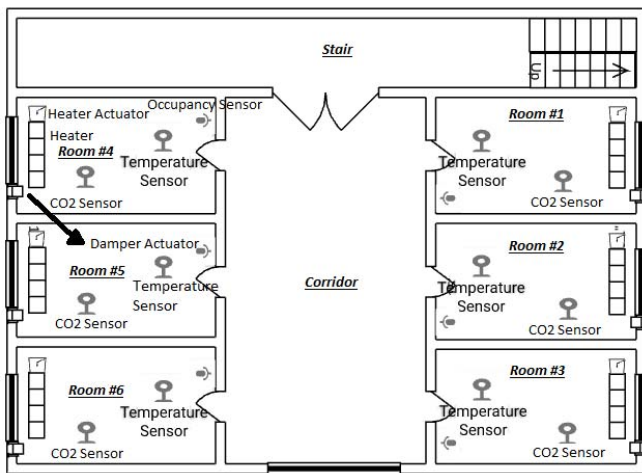 Stair
Up
Heater Actuator
Occupancy Sensor
Heater
Room #4
Temperature
Sensor
CO2 Sensor
Room #1
Temperature
Sensor
CO2 Sensor
Damper Actuator
Room #5
Temperature
Sensor
CO2 Sensor
Corridor
Room #2
Temperature
Sensor
CO2 Sensor
Room #6
Temperature
Sensor
CO2 Sensor
Room #3
Temperature
Sensor
CO2 Sensor